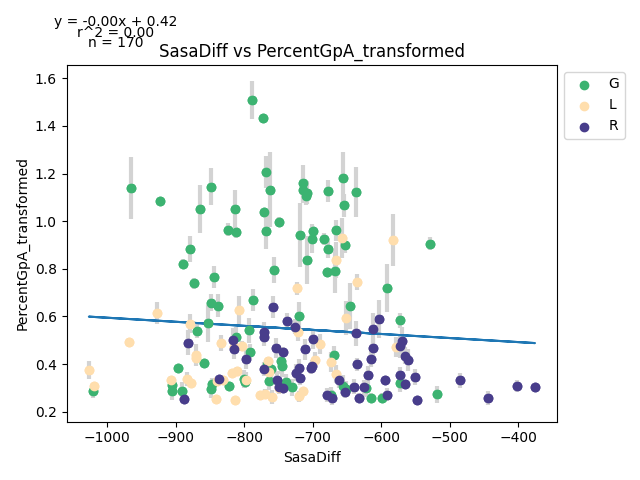 y = -0.00x + 0.42
r^2 = 0.00
n = 170
SasaDiff vs PercentGpA_transformed
1.6
1.4
1.2
1.0
0.8
0.6
0.4
0.2
PercentGpA_transformed
−1000
−900
−800
−700
−600
−500
−400
SasaDiff
G
L
R